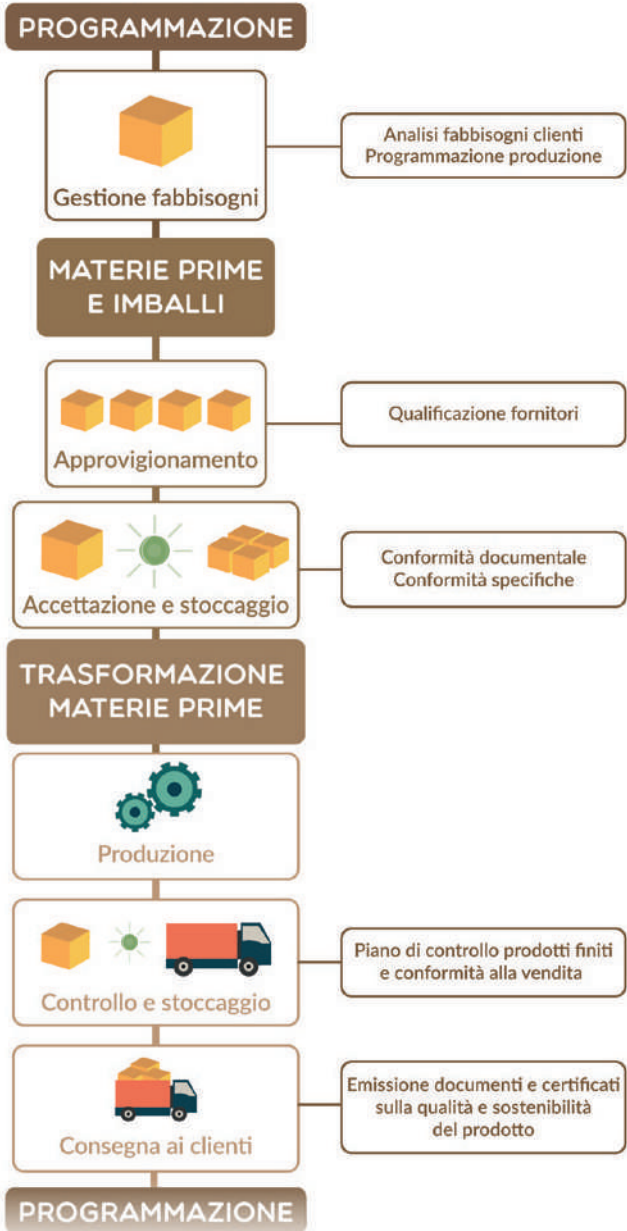 PROGRAMMAZIONE
Gestione fabbisogni
Analisi fabbisogni clienti
Programmazione produzione
MATERIE PRIME
E IMBALLI
Approvigionamento
Qualificazione fornitori
Accettazione e stoccaggio
Conformità documentale
Conformità specifiche
TRASFORMAZIONE
MATERIE PRIME
Produzione
Controllo e stoccaggio
Piano di controllo prodotti finiti
e conformità alla vendita
Consegna ai clienti
Emissione documenti e certificati
sulla qualità e sostenibilità
del prodotto
PROGRAMMAZIONE